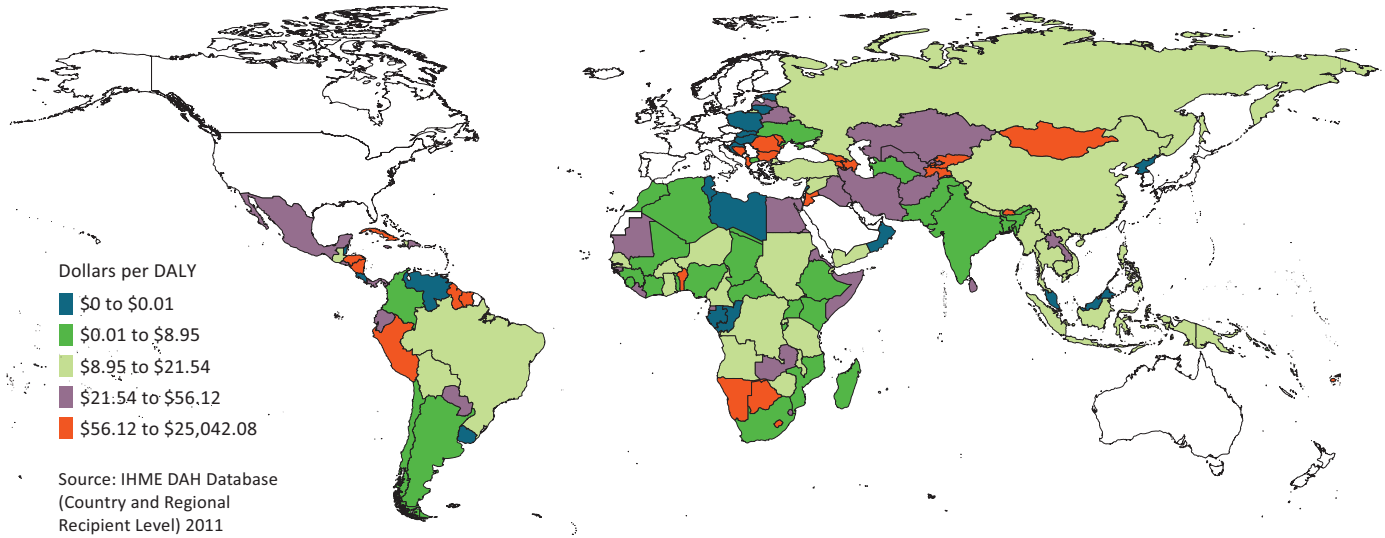 Dollars per DALY
$0 to $0.01
$0.01 to $8.95
$8.95 to $21.54
$21.54 to $56.12
$56.12 to $25,042.08
Source: IHME DAH Database
(Country and Regional
Recipient Level) 2011